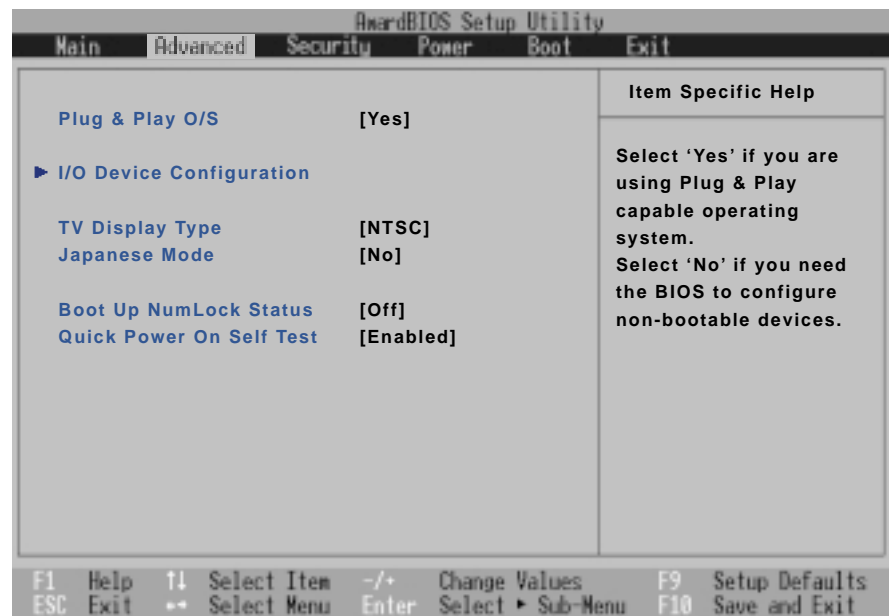 AwardBIOS Setup Utility
Main Advanced Security Power Boot Exit
Plug & Play O/S [Yes]
I/O Device Configuration
TV Display Type [NTSC]
Japanese Mode [No]
Boot Up NumLock Status [Off]
Quick Power On Self Test [Enabled]
Item Specific Help
Select ‘Yes’ if you are
using Plug & Play
capable operating
system.
Select ‘No’ if you need
the BIOS to configure
non-bootable devices.
F1 Help ↑↓ Select Item -/+ Change Values F9 Setup Defaults
ESC Exit ←→ Select Menu Enter Select ► Sub-Menu F10 Save and Exit